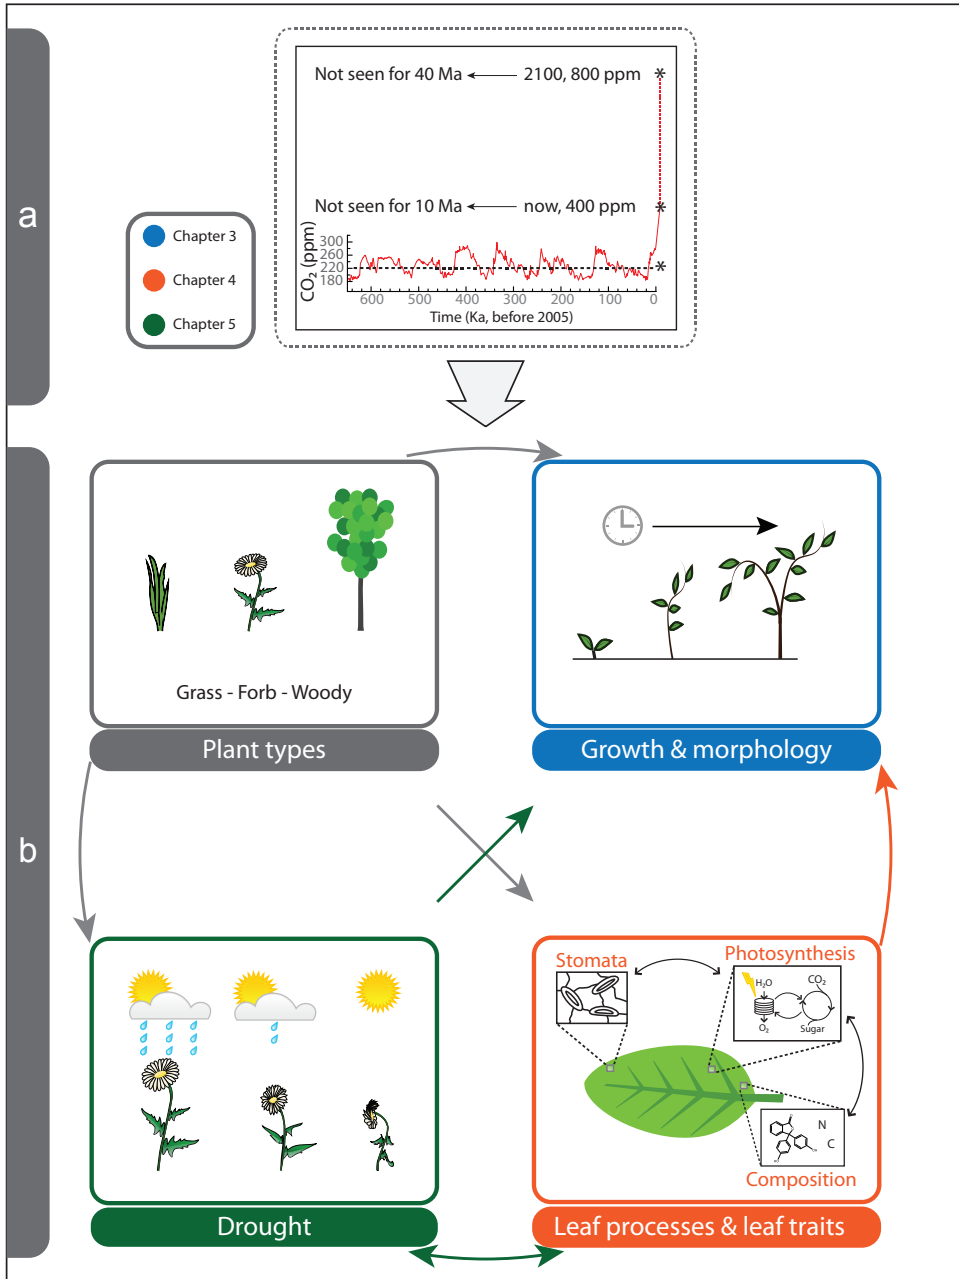 a
Not seen for 40 Ma
2100, 800 ppm
Not seen for 10 Ma
now, 400 ppm
CO₂ (ppm)
300
260
220
180
600
500
400
300
200
100
0
Time (Ka, before 2005)
Chapter 3
Chapter 4
Chapter 5
b
Grass - Forb - Woody
Plant types
Growth & morphology
Drought
Stomata
Photosynthesis
H₂O
CO₂
O₂
Sugar
N
C
Composition
Leaf processes & leaf traits